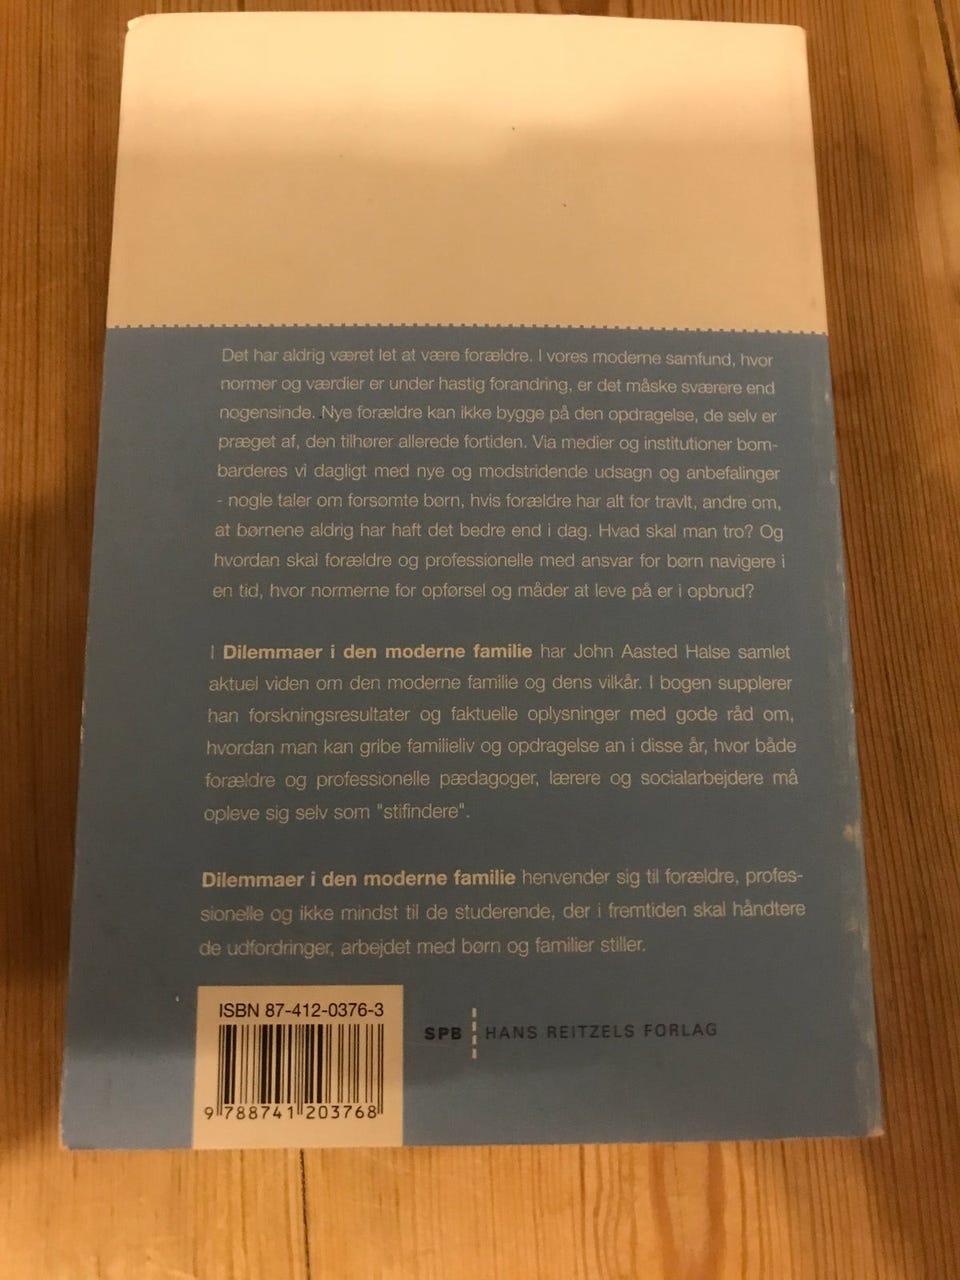 Det har aldrig været let at være forældre. I vores moderne samfund, hvor
normer og værdier er under hastig forandring, er det måske sværere end
nogensinde. Nye forældre kan ikke bygge på den opdragelse, de selv er
præget af, den tilhører allerede fortiden. Via medier og institutioner bom-
barderes vi dagligt med nye og modstridende udsagn og anbefalinger
- nogle taler om forsømte børn, hvis forældre har alt for travlt, andre om,
at børnene aldrig har haft det bedre end i dag. Hvad skal man tro? Og
hvordan skal forældre og professionelle med ansvar for børn navigere i
en tid, hvor normerne for opførsel og måder at leve på er i opbrud?
I Dilemmaer i den moderne familie har John Aasted Halse samlet
aktuel viden om den moderne familie og dens vilkår. I bogen supplerer
han forskningsresultater og faktuelle oplysninger med gode råd om,
hvordan man kan gribe familieliv og opdragelse an i disse år, hvor både
forældre og professionelle pædagoger, lærere og socialarbejdere må
opleve sig selv som "stifindere".
Dilemmaer i den moderne familie henvender sig til forældre, profes-
sionelle og ikke mindst til de studerende, der i fremtiden skal håndtere
de udfordringer, arbejdet med børn og familier stiller.
ISBN 87-412-0376-3
9 788741 203768
SPB HANS REITZELS FORLAG